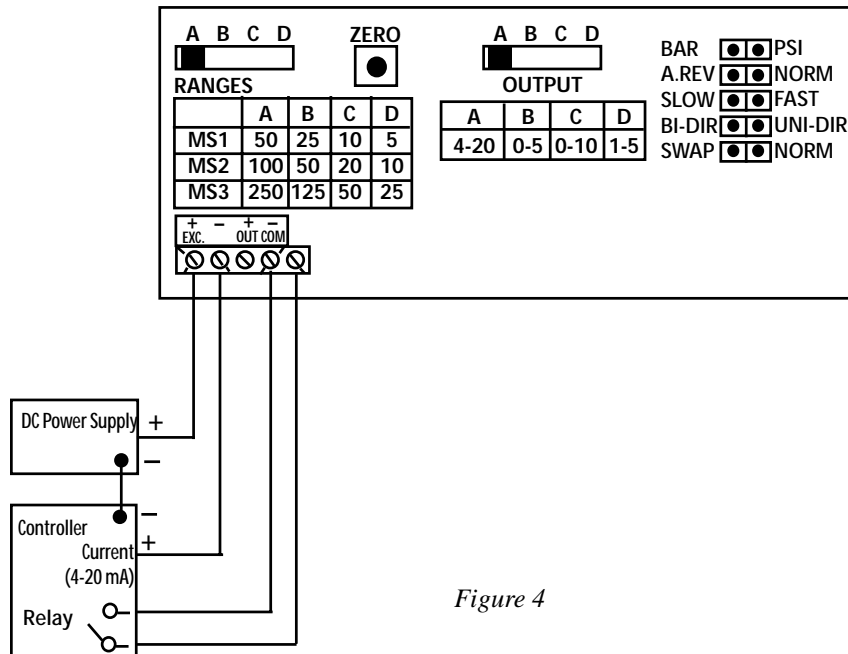 A B C D
ZERO
RANGES
A B C D
MS1 50 25 10 5
MS2 100 50 20 10
MS3 250 125 50 25
A B C D
OUTPUT
A B C D
4-20 0-5 0-10 1-5
BAR PSI
A.REV NORM
SLOW FAST
BI-DIR UNI-DIR
SWAP NORM
+ − + −
EXC. OUT COM
DC Power Supply +
−
−
Controller
Current +
(4-20 mA)
Relay
Figure 4